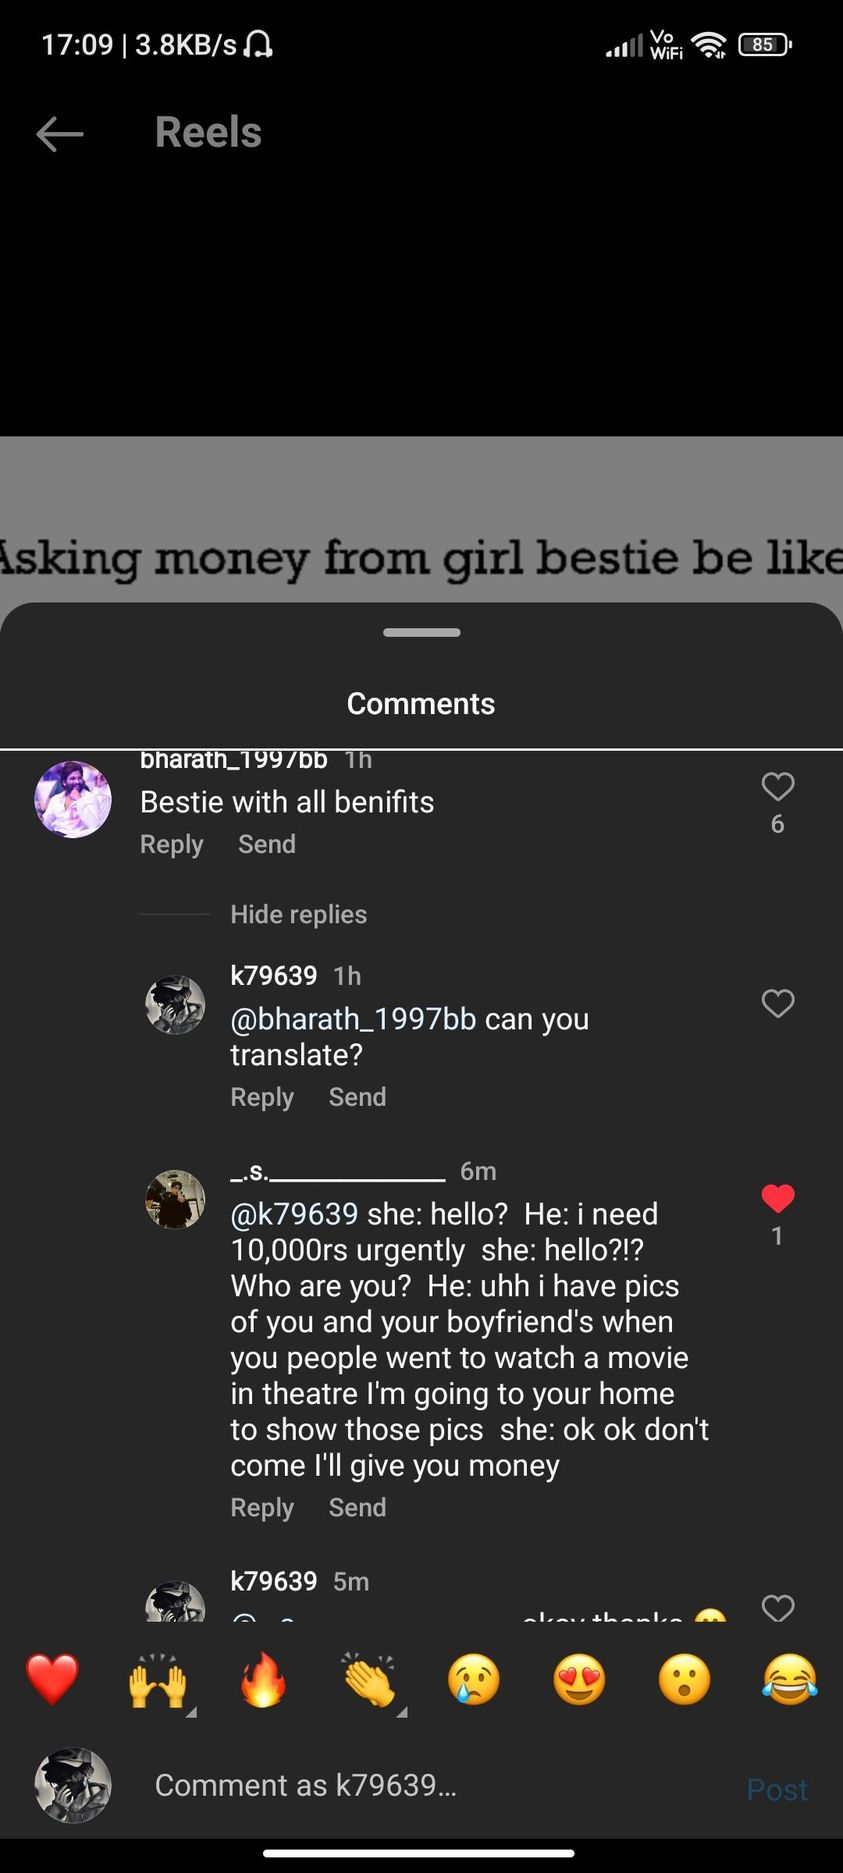 17:09 | 3.8KB/s
Vo
WiFi
85
Reels
Asking money from girl bestie be like
Comments
bharath_1997bb 1h
Bestie with all benifits
6
Reply Send
Hide replies
k79639 1h
@bharath_1997bb can you
translate?
Reply Send
_.s.______________ 6m
@k79639 she: hello?  He: i need
10,000rs urgently  she: hello?!?
Who are you?  He: uhh i have pics
of you and your boyfriend's when
you people went to watch a movie
in theatre I'm going to your home
to show those pics  she: ok ok don't
come I'll give you money
1
Reply Send
k79639 5m
okay thanks 
Comment as k79639...
Post